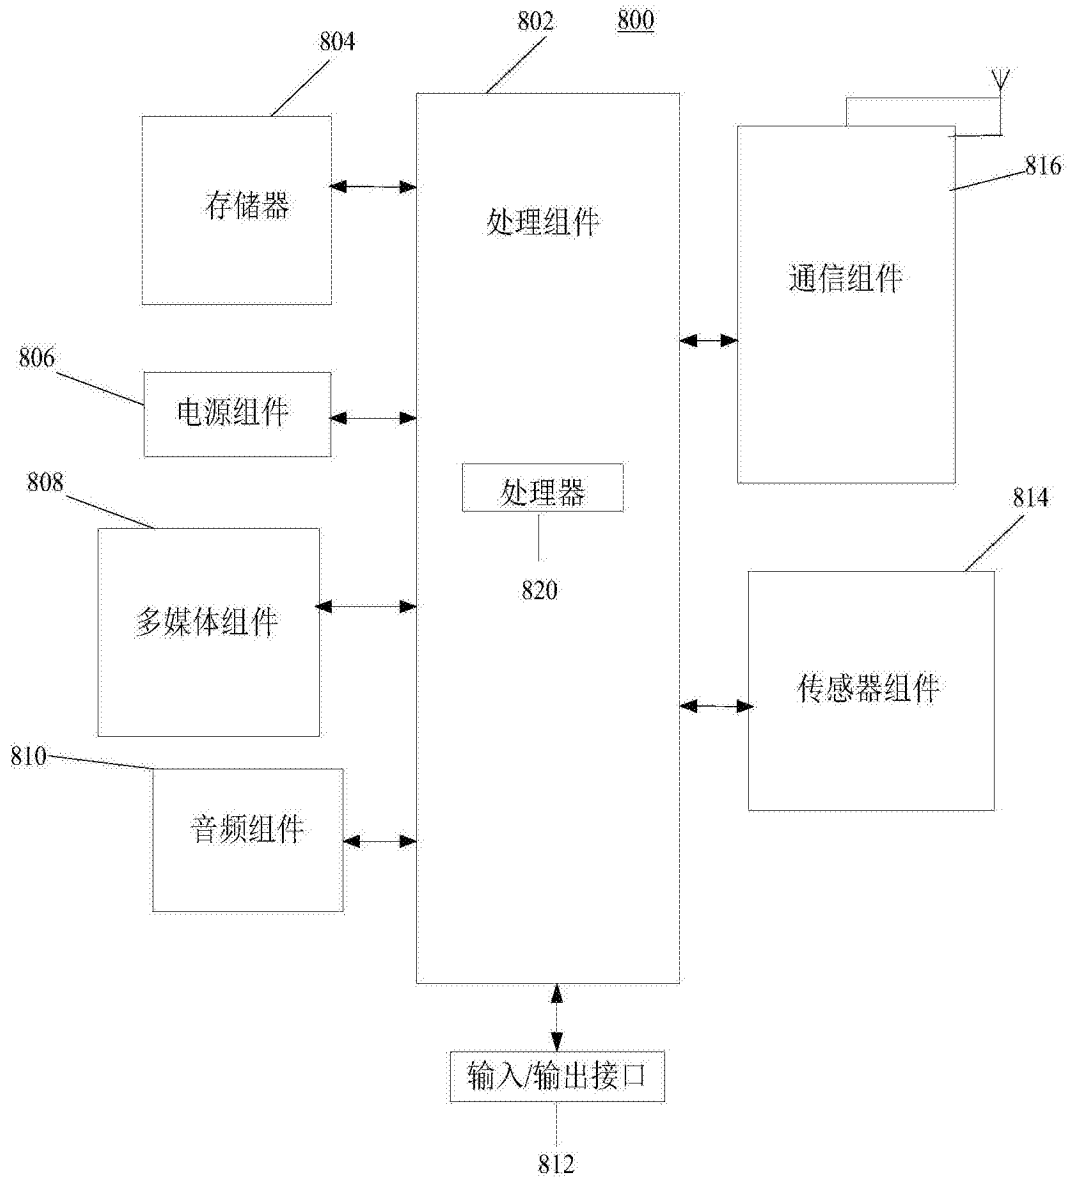 802
800
804
存储器
处理组件
816
通信组件
806
电源组件
808
处理器
814
820
多媒体组件
传感器组件
810
音频组件
输入/输出接口
812